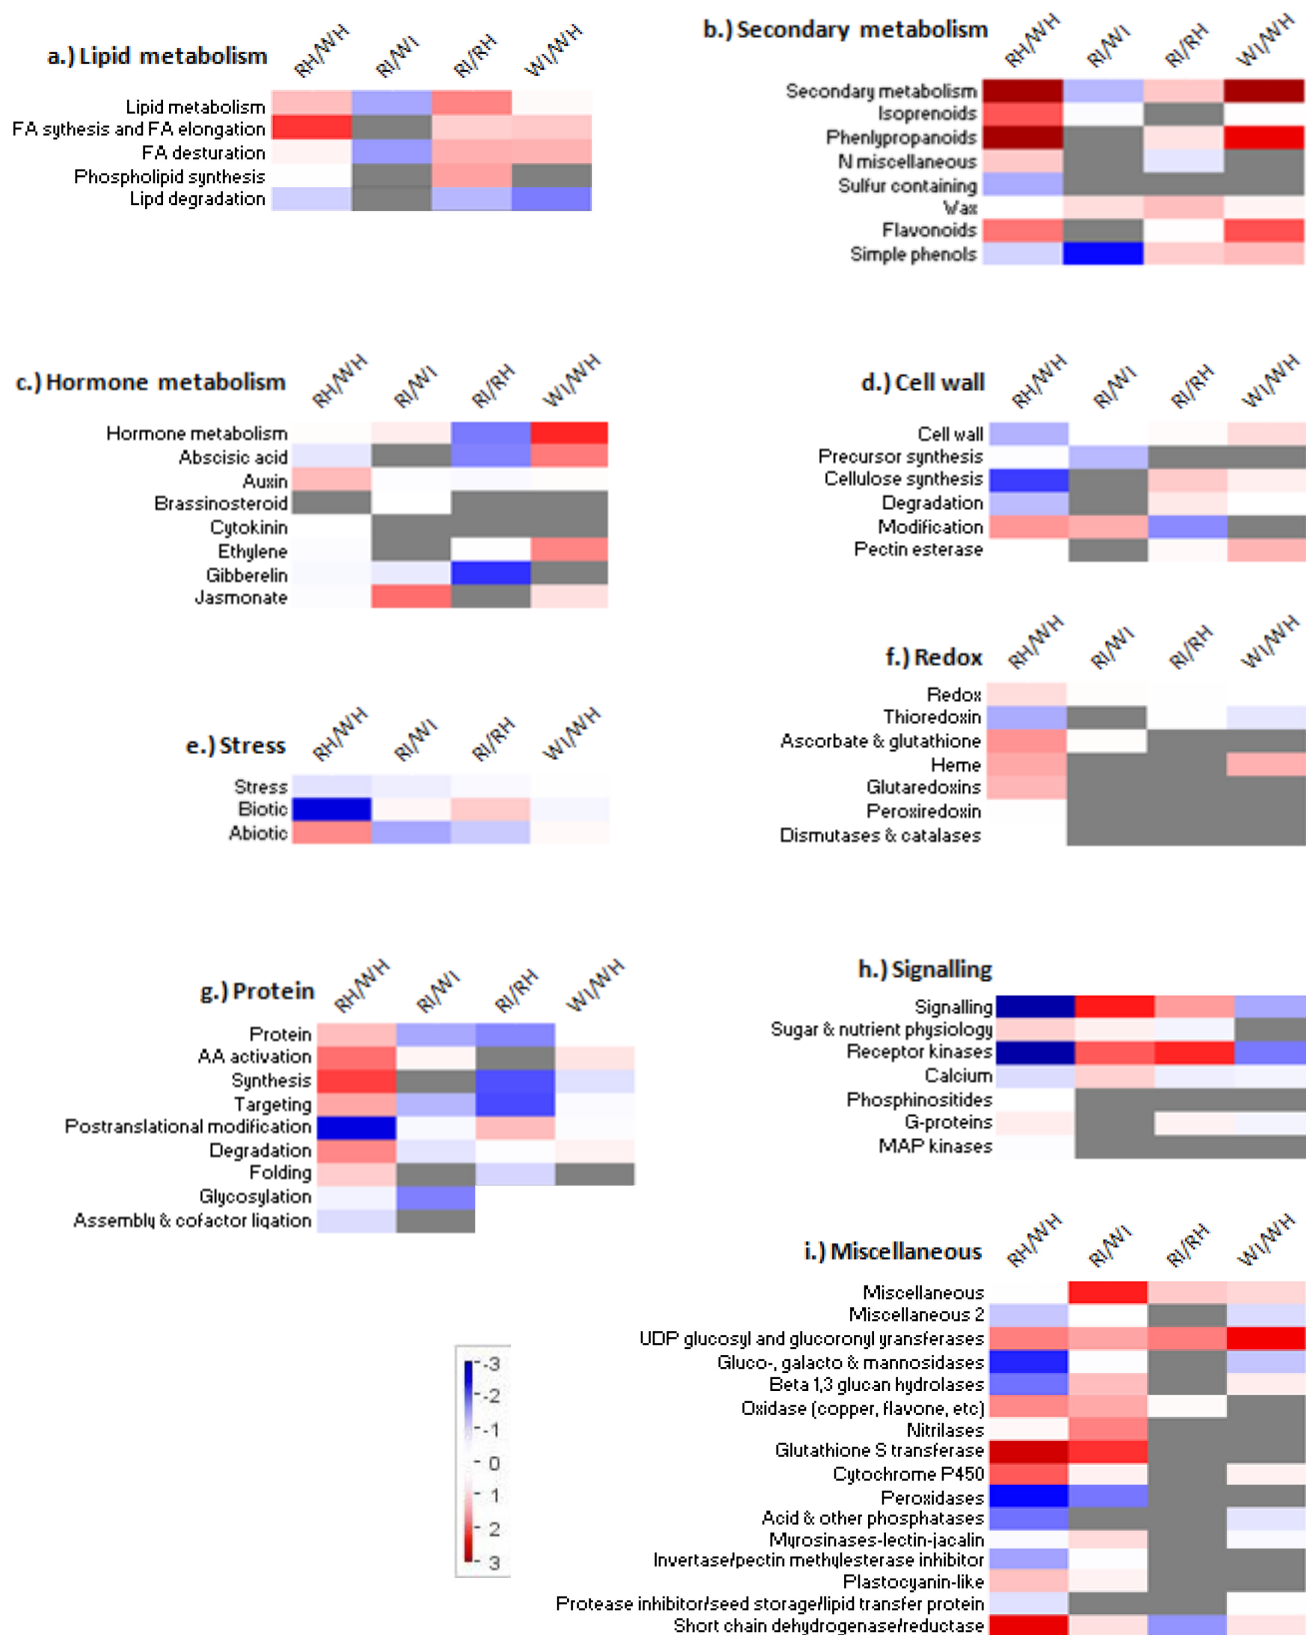 a.) Lipid metabolism
RH/WH RI/WI RI/RH WI/WH
Lipid metabolism
FA sythesis and FA elongation
FA desturation
Phospholipid synthesis
Lipd degradation
b.) Secondary metabolism
RH/WH RI/WI RI/RH WI/WH
Secondary metabolism
Isoprenoids
Phenlypropanoids
N miscellaneous
Sulfur containing
Wax
Flavonoids
Simple phenols
c.) Hormone metabolism
RH/WH RI/WI RI/RH WI/WH
Hormone metabolism
Abscisic acid
Auxin
Brassinosteroid
Cytokinin
Ethylene
Gibberelin
Jasmonate
d.) Cell wall
RH/WH RI/WI RI/RH WI/WH
Cell wall
Precursor synthesis
Cellulose synthesis
Degradation
Modification
Pectin esterase
e.) Stress
RH/WH RI/WI RI/RH WI/WH
Stress
Biotic
Abiotic
f.) Redox
RH/WH RI/WI RI/RH WI/WH
Redox
Thioredoxin
Ascorbate & glutathione
Heme
Glutaredoxins
Peroxiredoxin
Dismutases & catalases
g.) Protein
RH/WH RI/WI RI/RH WI/WH
Protein
AA activation
Synthesis
Targeting
Postranslational modification
Degradation
Folding
Glycosylation
Assembly & cofactor ligation
h.) Signalling
Signalling
Sugar & nutrient physiology
Receptor kinases
Calcium
Phosphinositides
G-proteins
MAP kinases
i.) Miscellaneous
RH/WH RI/WI RI/RH WI/WH
Miscellaneous
Miscellaneous 2
UDP glucosyl and glucoronyl yransferases
Gluco-, galacto & mannosidases
Beta 1,3 glucan hydrolases
Oxidase (copper, flavone, etc)
Nitrilases
Glutathione S transferase
Cytochrome P450
Peroxidases
Acid & other phosphatases
Myrosinases-lectin-jacalin
Invertase/pectin methylesterase inhibitor
Plastocyanin-like
Protease inhibitor/seed storage/lipid transfer protein
Short chain dehydrogenase/reductase
-3
-2
-1
0
1
2
3